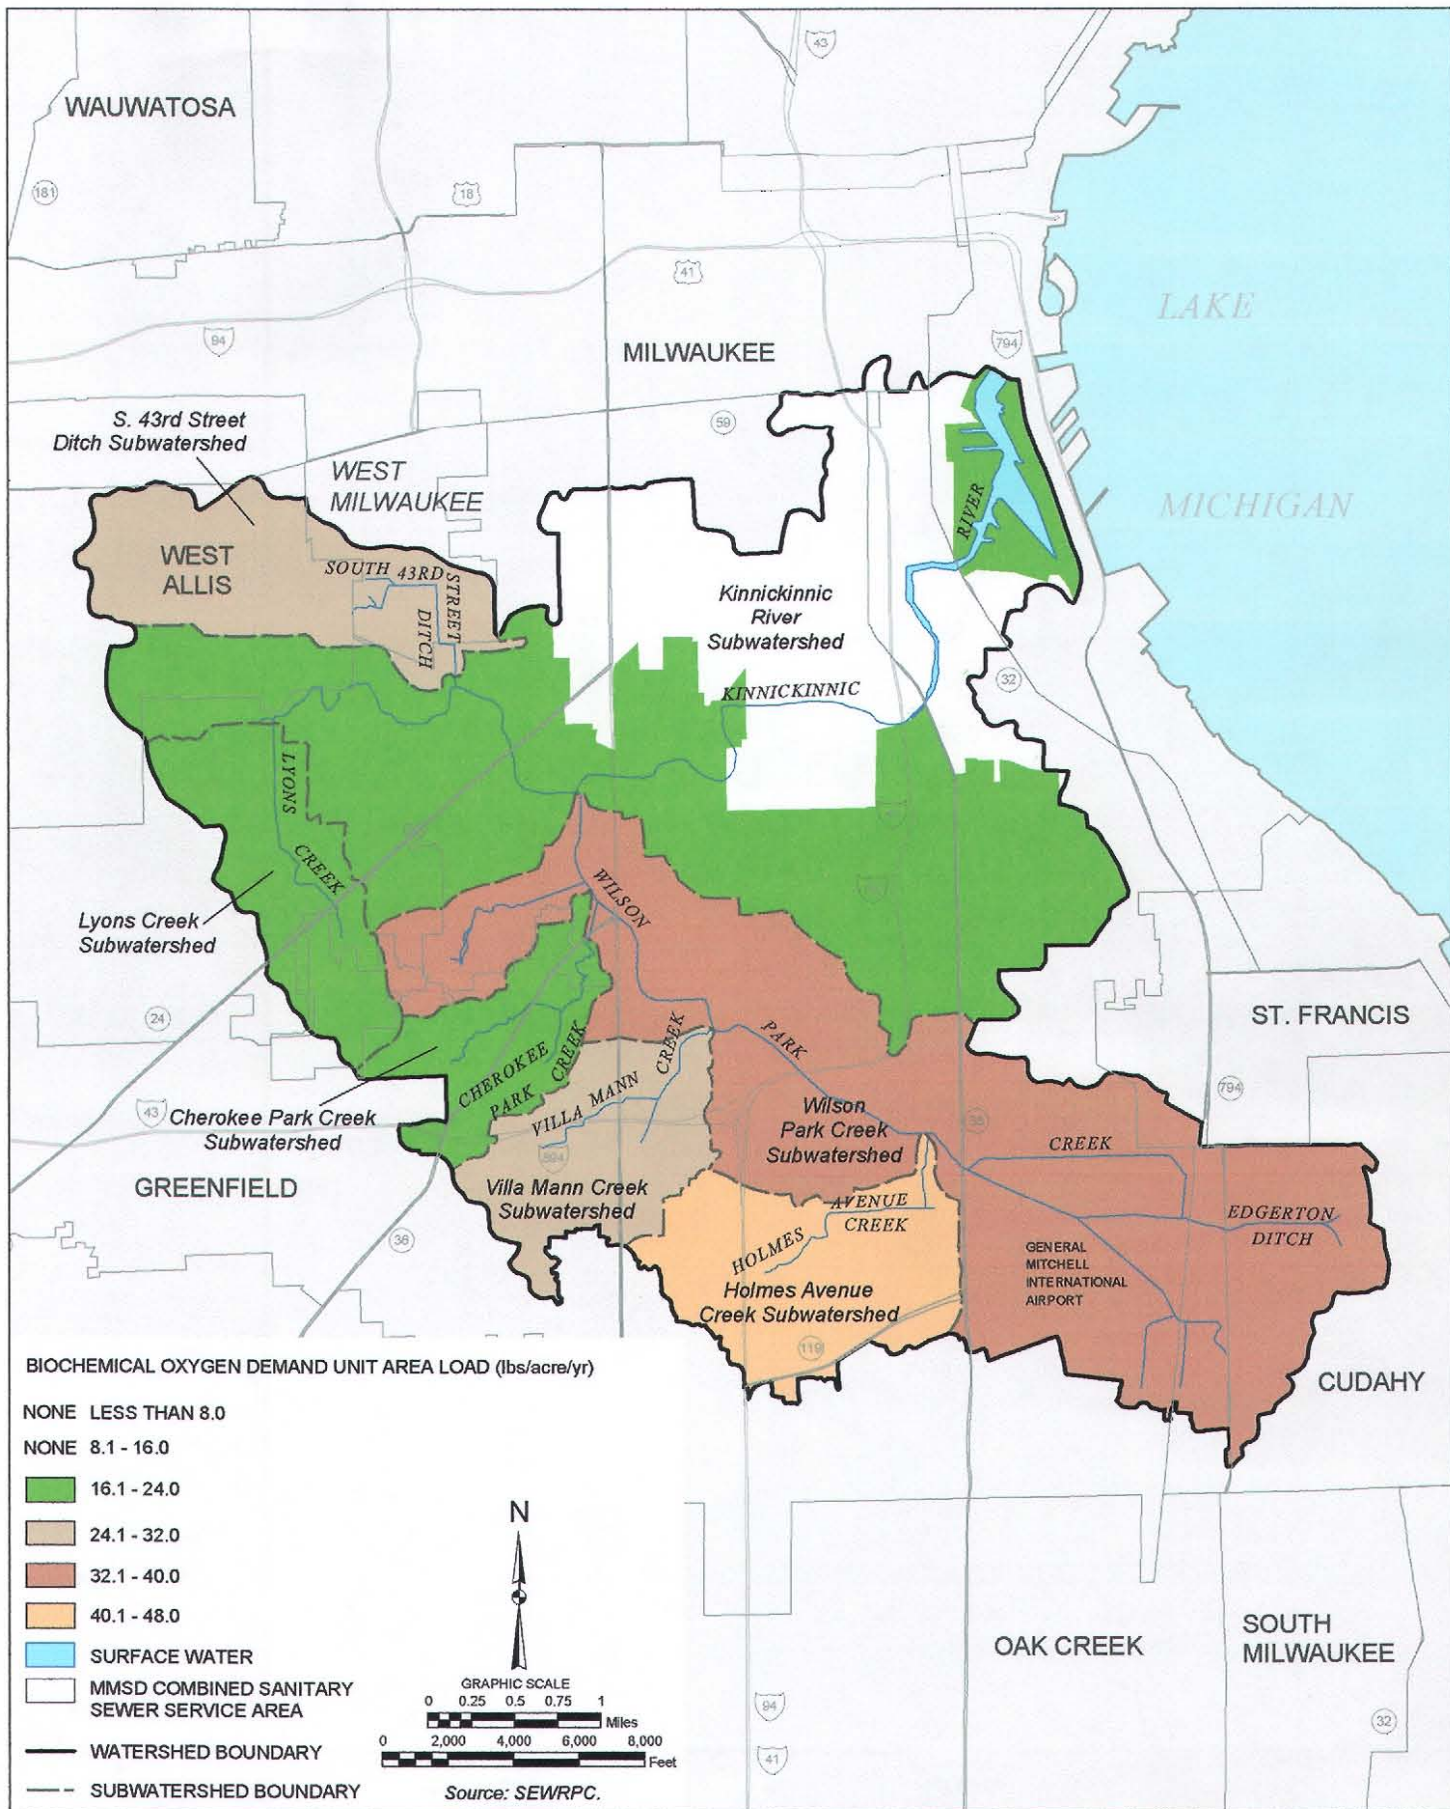 43
WAUWATOSA
181
18
41
LAKE
94
MILWAUKEE
794
S. 43rd Street
Ditch Subwatershed
59
WEST
MILWAUKEE
MICHIGAN
RIVER
WEST
ALLIS
SOUTH 43RD
STREET
DITCH
Kinnickinnic
River
Subwatershed
32
KINNICKINNIC
LYONS
CREEK
WILSON
Lyons Creek
Subwatershed
24
ST. FRANCIS
PARK
CREEK
CHEROKEE
PARK CREEK
VILLA MANN
794
43
Cherokee Park Creek
Subwatershed
Wilson
Park Creek
Subwatershed
38
CREEK
894
GREENFIELD
Villa Mann Creek
Subwatershed
AVENUE
CREEK
HOLMES
EDGERTON
DITCH
36
GENERAL
MITCHELL
INTERNATIONAL
AIRPORT
Holmes Avenue
Creek Subwatershed
119
CUDAHY
BIOCHEMICAL OXYGEN DEMAND UNIT AREA LOAD (lbs/acre/yr)
NONE LESS THAN 8.0
NONE 8.1 - 16.0
16.1 - 24.0
24.1 - 32.0
32.1 - 40.0
40.1 - 48.0
SURFACE WATER
MMSD COMBINED SANITARY
SEWER SERVICE AREA
WATERSHED BOUNDARY
SUBWATERSHED BOUNDARY
N
GRAPHIC SCALE
0 0.25 0.5 0.75 1
Miles
0 2,000 4,000 6,000 8,000
Feet
Source: SEWRPC.
OAK CREEK
SOUTH
MILWAUKEE
94
41
32